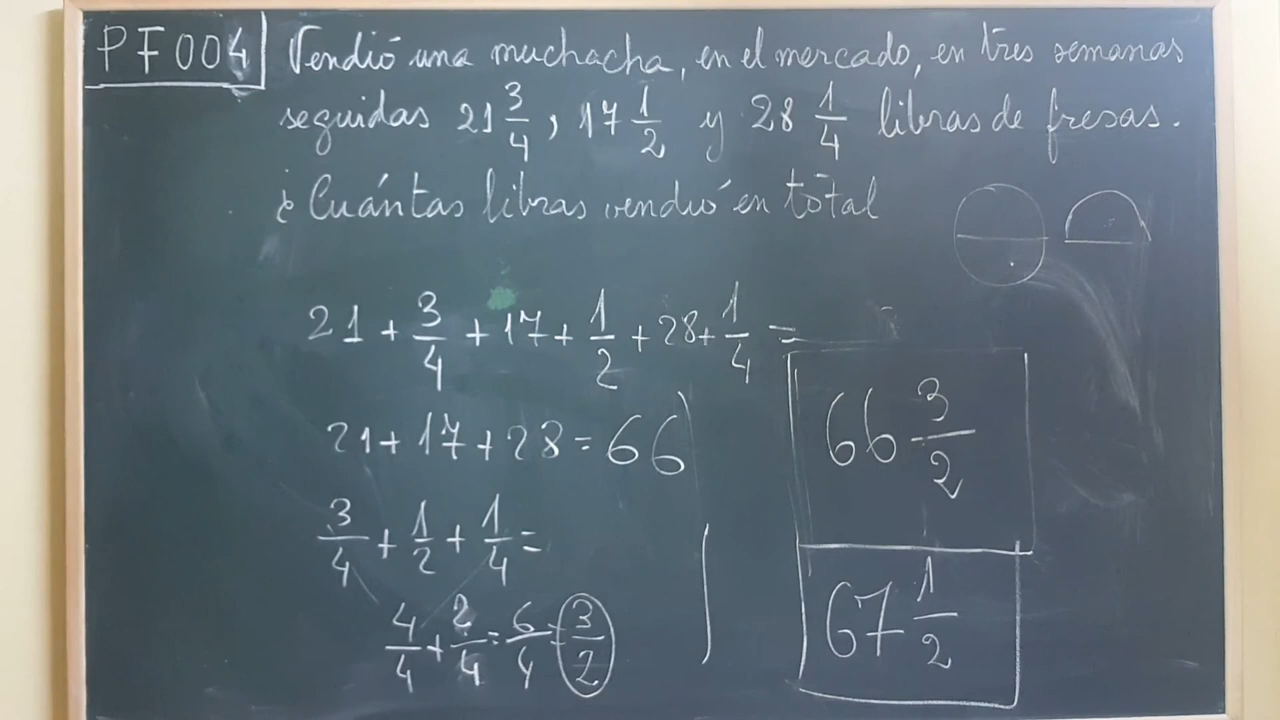 PF004 Vendió una muchacha, en el mercado, en tres semanas
seguidas 21 3/4, 17 1/2 y 28 1/4 libras de fresas.
¿Cuántas libras vendió en total
21 + 3/4 + 17 + 1/2 + 28 + 1/4 =
21 + 17 + 28 = 66
3/4 + 1/2 + 1/4 =
4/4 + 2/4 = 6/4 = 3/2
66 3/2
67 1/2